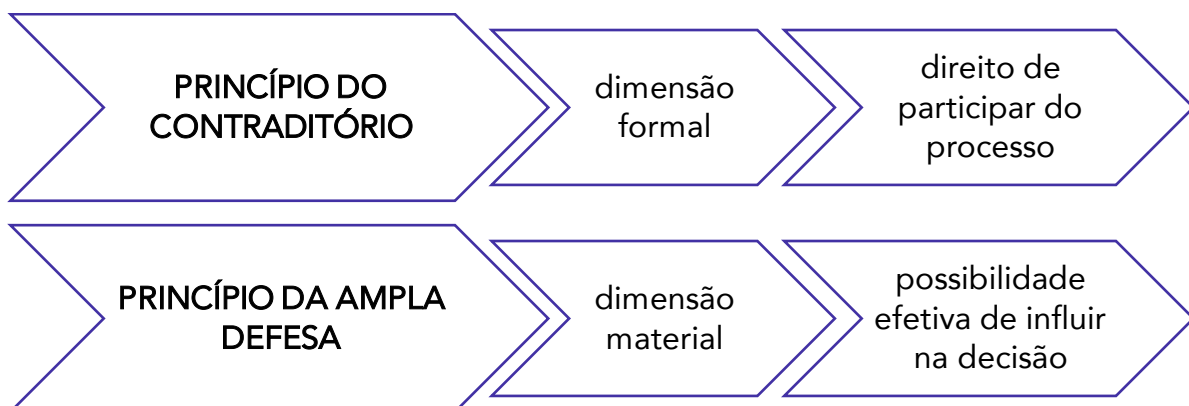 PRINCÍPIO DO
CONTRADITÓRIO
dimensão
formal
direito de
participar do
processo
PRINCÍPIO DA AMPLA
DEFESA
dimensão
material
possibilidade
efetiva de influir
na decisão